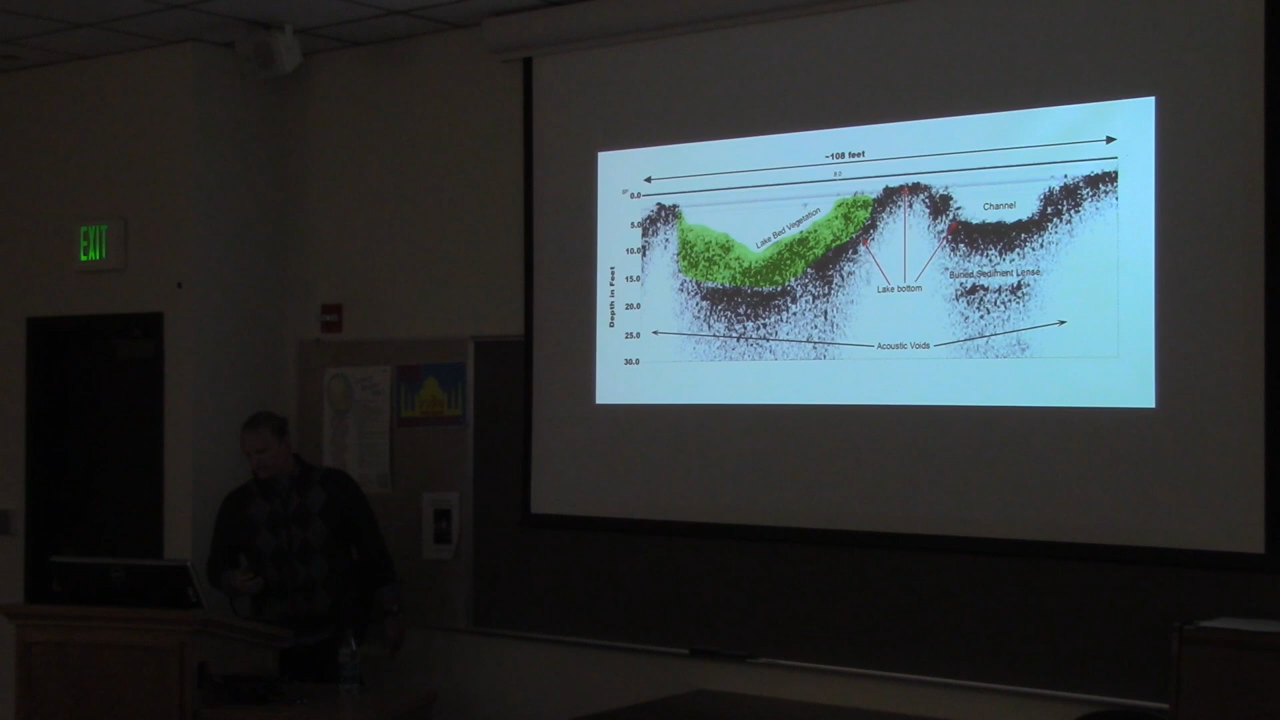 EXIT
~108 feet
0.0
5.0
10.0
15.0
20.0
25.0
30.0
Depth in Feet
Lake Bed Vegetation
Channel
Lake bottom
Buried Sediment Lense
Acoustic Voids